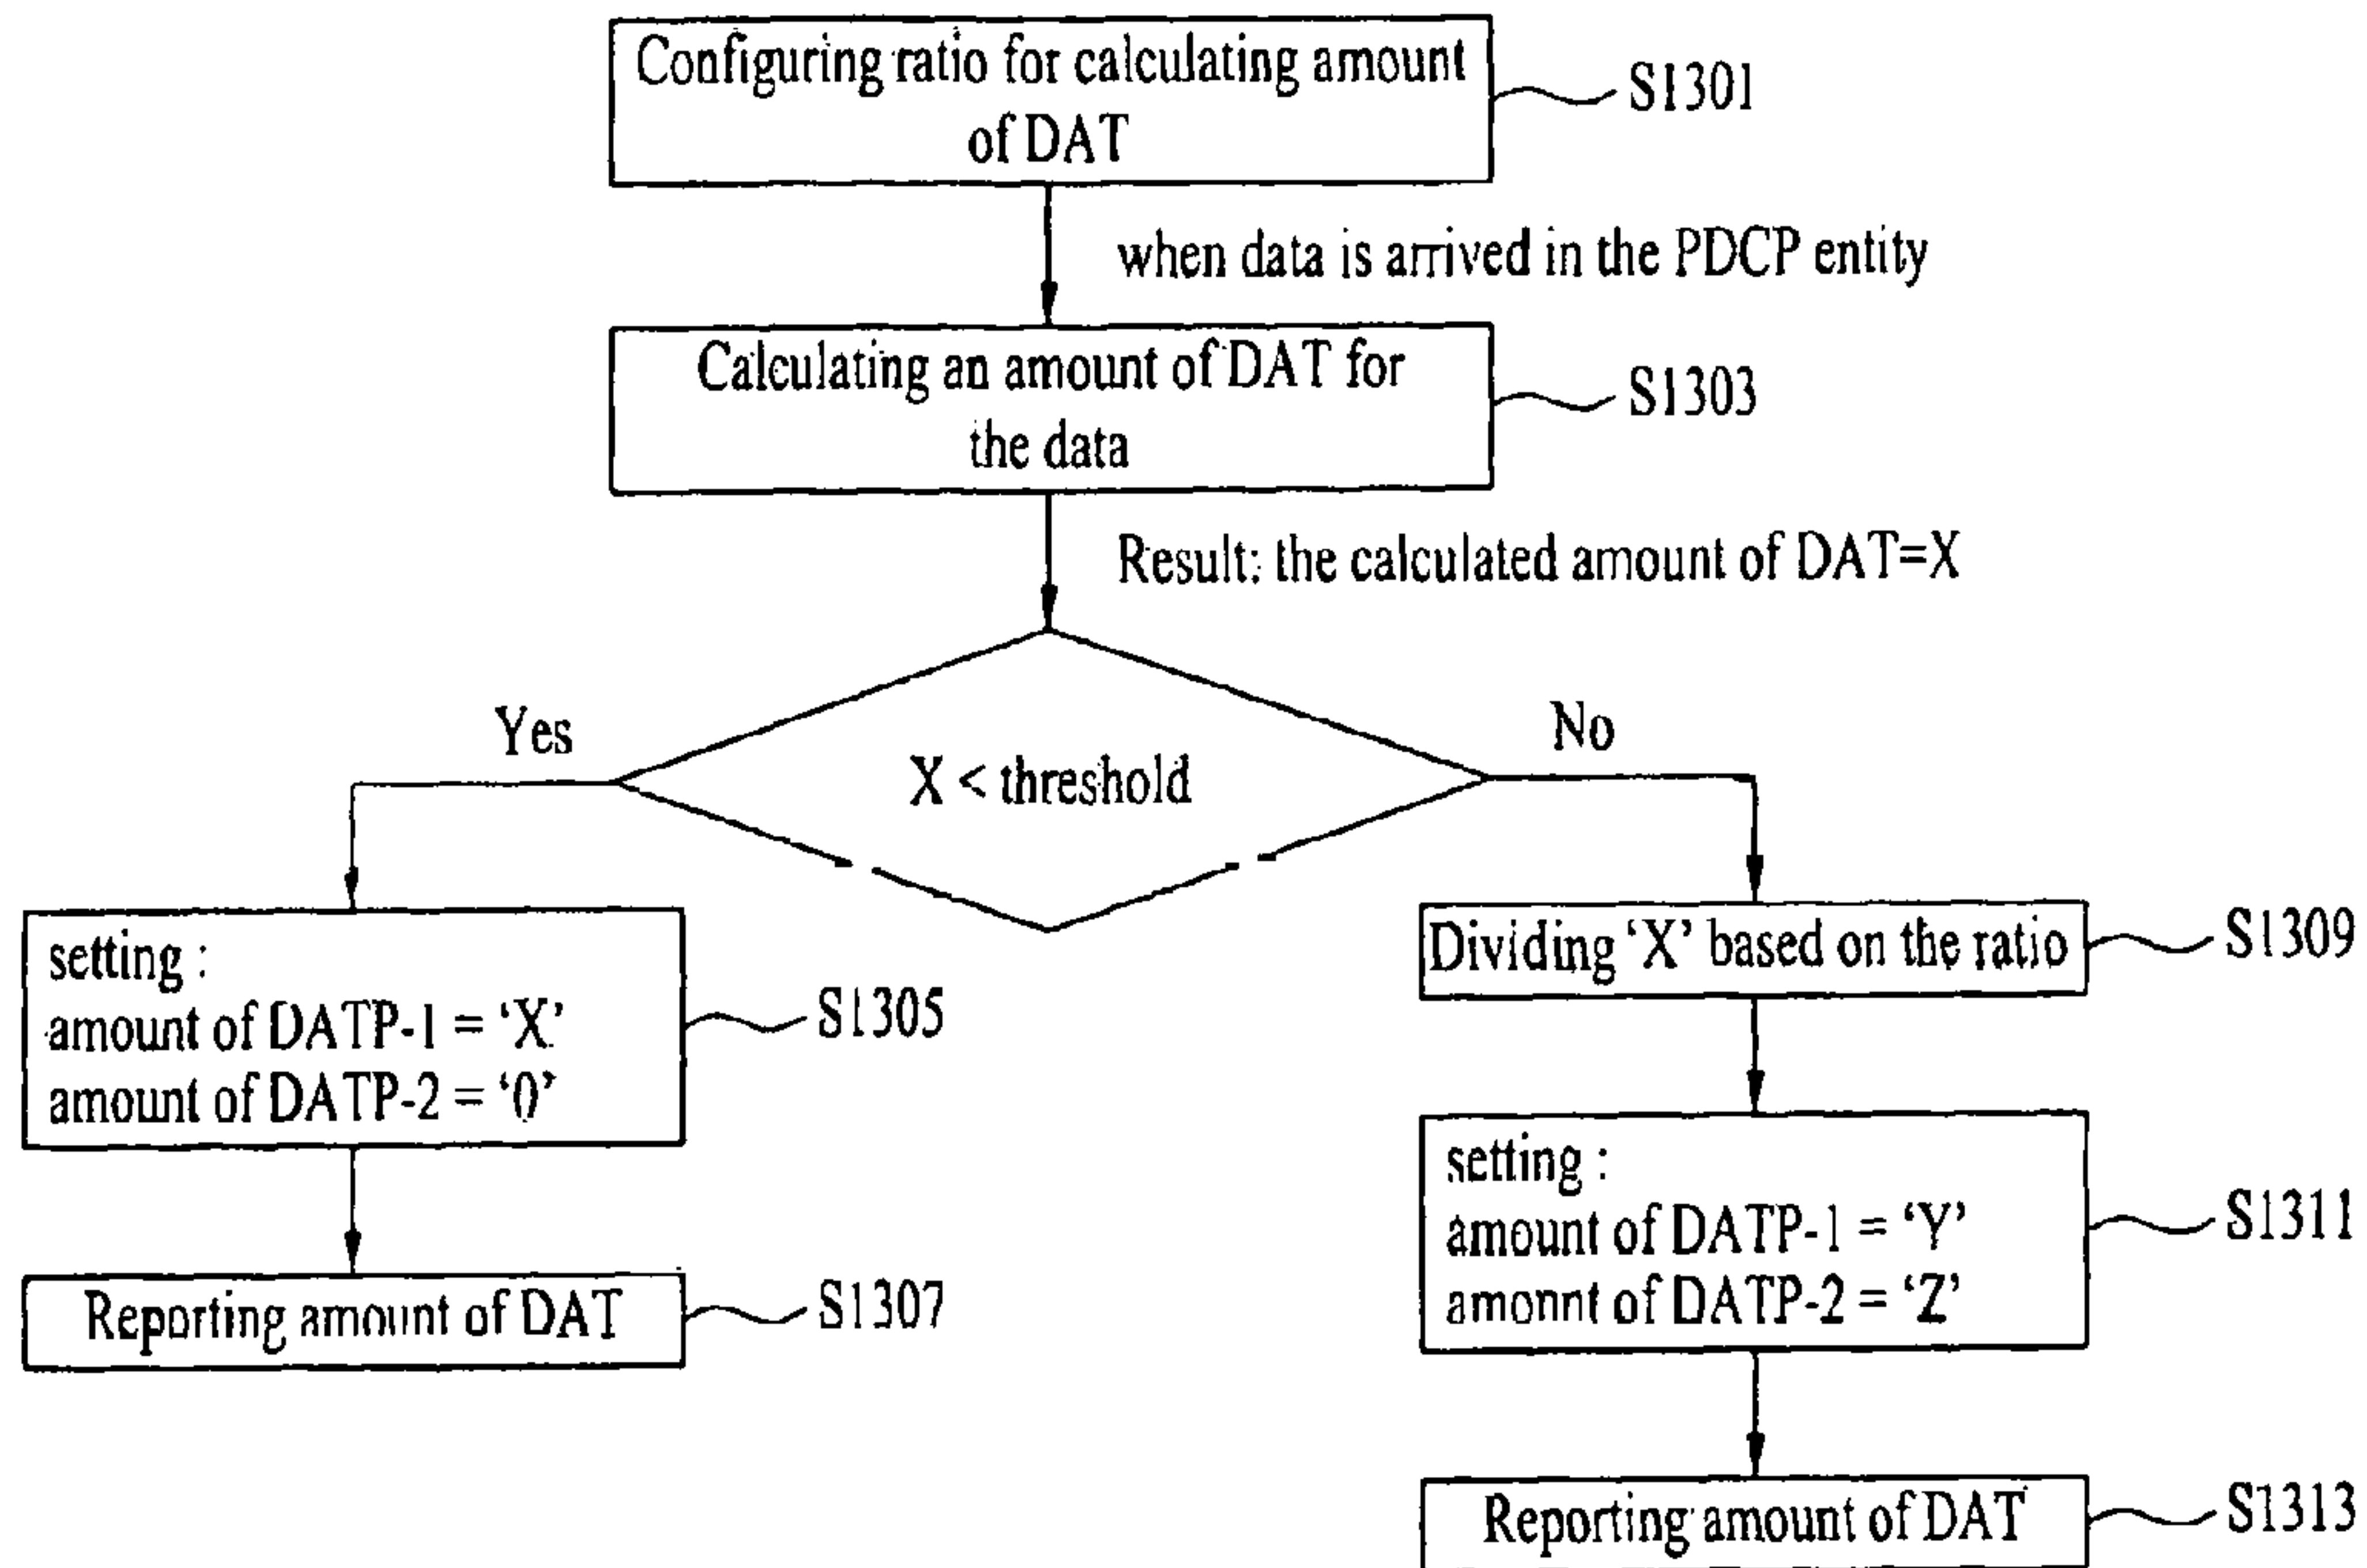 Configuring ratio for calculating amount
of DAT
S1301
when data is arrived in the PDCP entity
Calculating an amount of DAT for
the data
S1303
Result: the calculated amount of DAT=X
Yes
X < threshold
No
setting :
amount of DATP-1 = ‘X’
amount of DATP-2 = ‘0’
S1305
Reporting amount of DAT
S1307
Dividing ‘X’ based on the ratio
S1309
setting :
amount of DATP-1 = ‘Y’
amonnt of DATP-2 = ‘Z’
S1311
Reporting amount of DAT
S1313